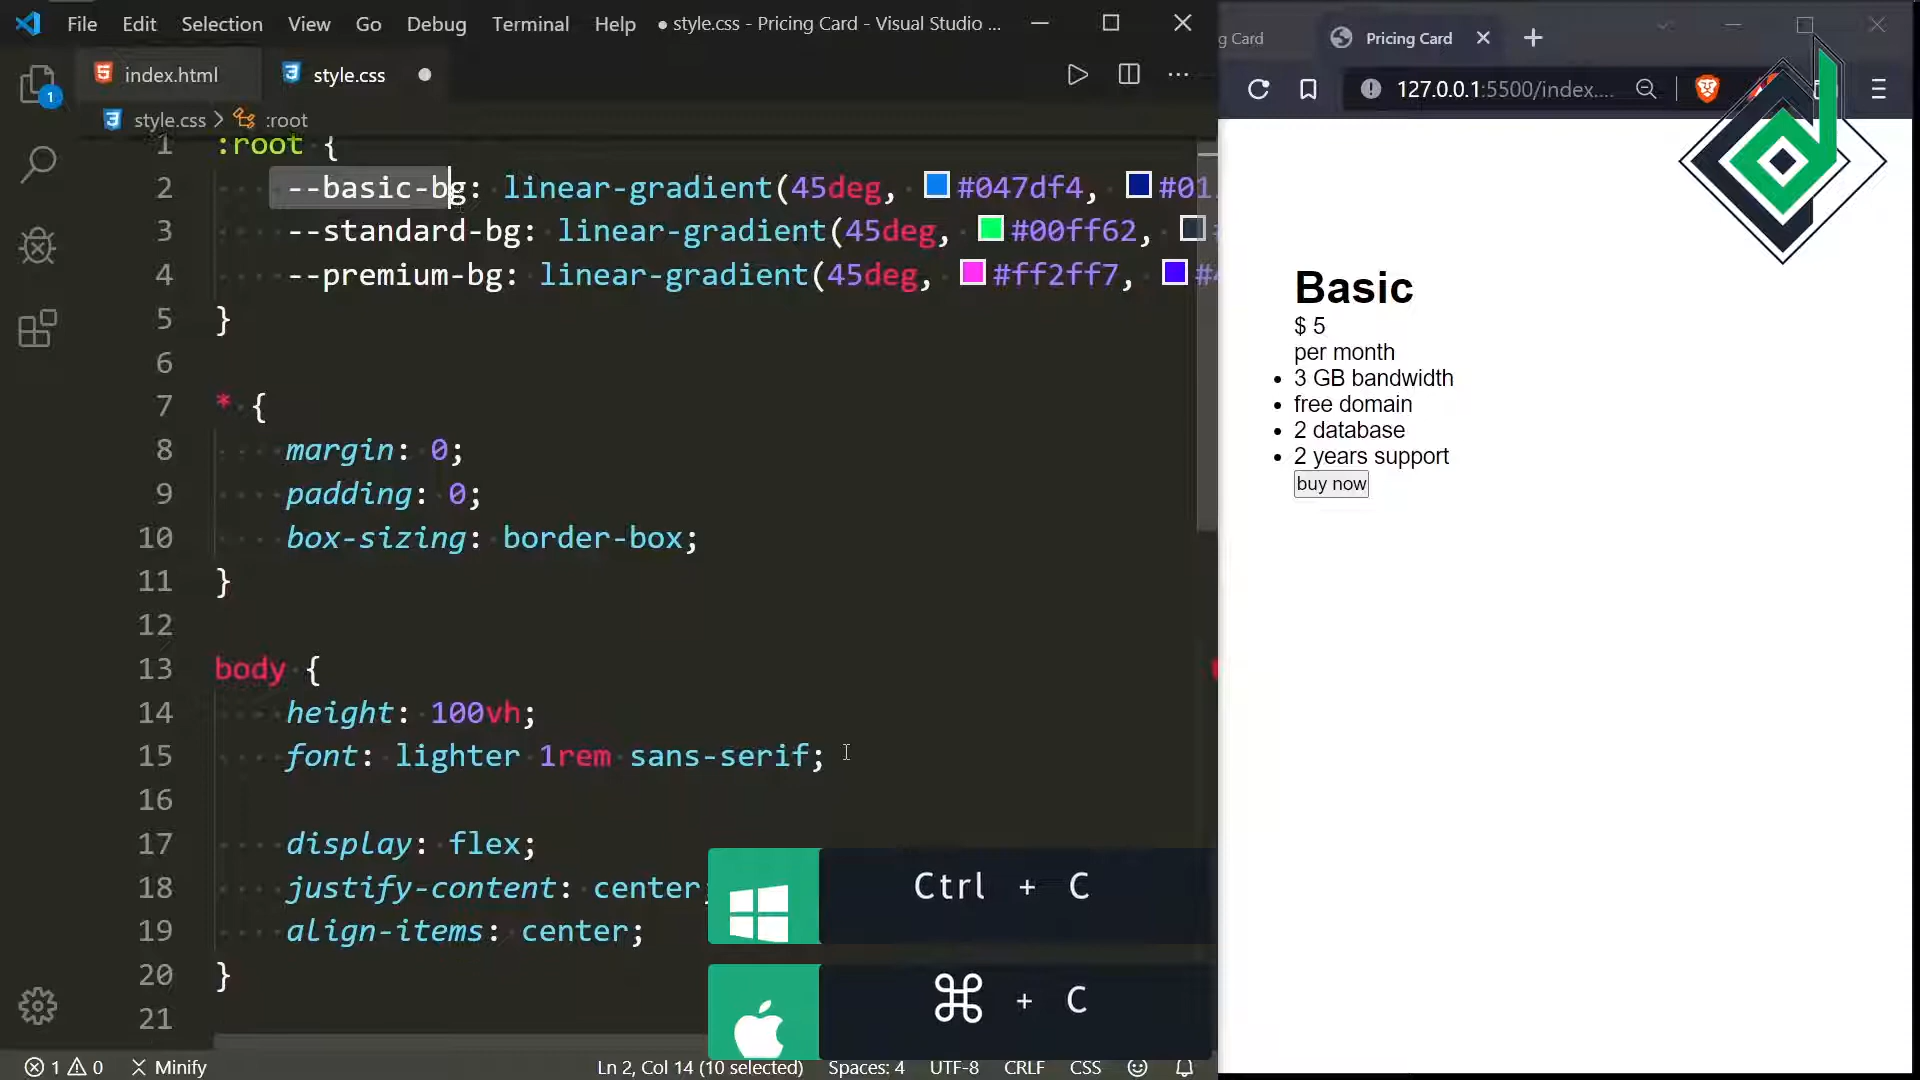 File Edit Selection View Go Debug Terminal Help ● style.css - Pricing Card - Visual Studio ...
index.html style.css ●
1
style.css > :root
1 :root {
2 --basic-bg: linear-gradient(45deg, #047df4, #01
3 --standard-bg: linear-gradient(45deg, #00ff62,
4 --premium-bg: linear-gradient(45deg, #ff2ff7, #4
5 }
6
7 * {
8 margin: 0;
9 padding: 0;
10 box-sizing: border-box;
11 }
12
13 body {
14 height: 100vh;
15 font: lighter 1rem sans-serif;
16
17 display: flex;
18 justify-content: center;
19 align-items: center;
20 }
21
Ctrl + C
⌘ + C
1 0 Minify Ln 2, Col 14 (10 selected) Spaces: 4 UTF-8 CRLF CSS
g Card Pricing Card
127.0.0.1:5500/index....
Basic
$ 5
per month
• 3 GB bandwidth
• free domain
• 2 database
• 2 years support
buy now